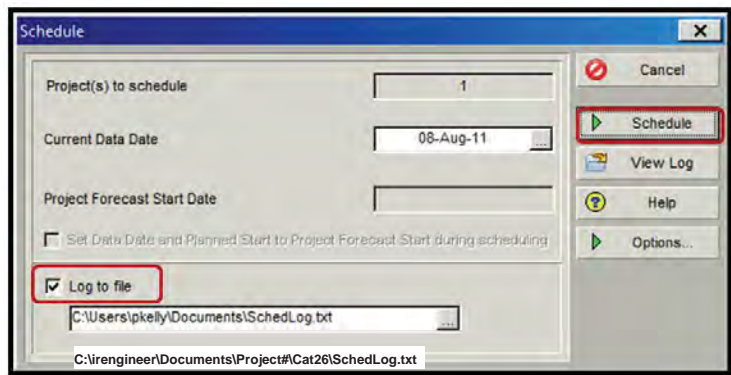 Schedule
Project(s) to schedule
1
Current Data Date
08-Aug-11
...
Project Forecast Start Date
Set Data Date and Planned Start to Project Forecast Start during scheduling
Log to file
C:\Users\pkelly\Documents\SchedLog.txt
...
C:\irengineer\Documents\Project#\Cat26\SchedLog.txt
Cancel
Schedule
View Log
Help
Options...